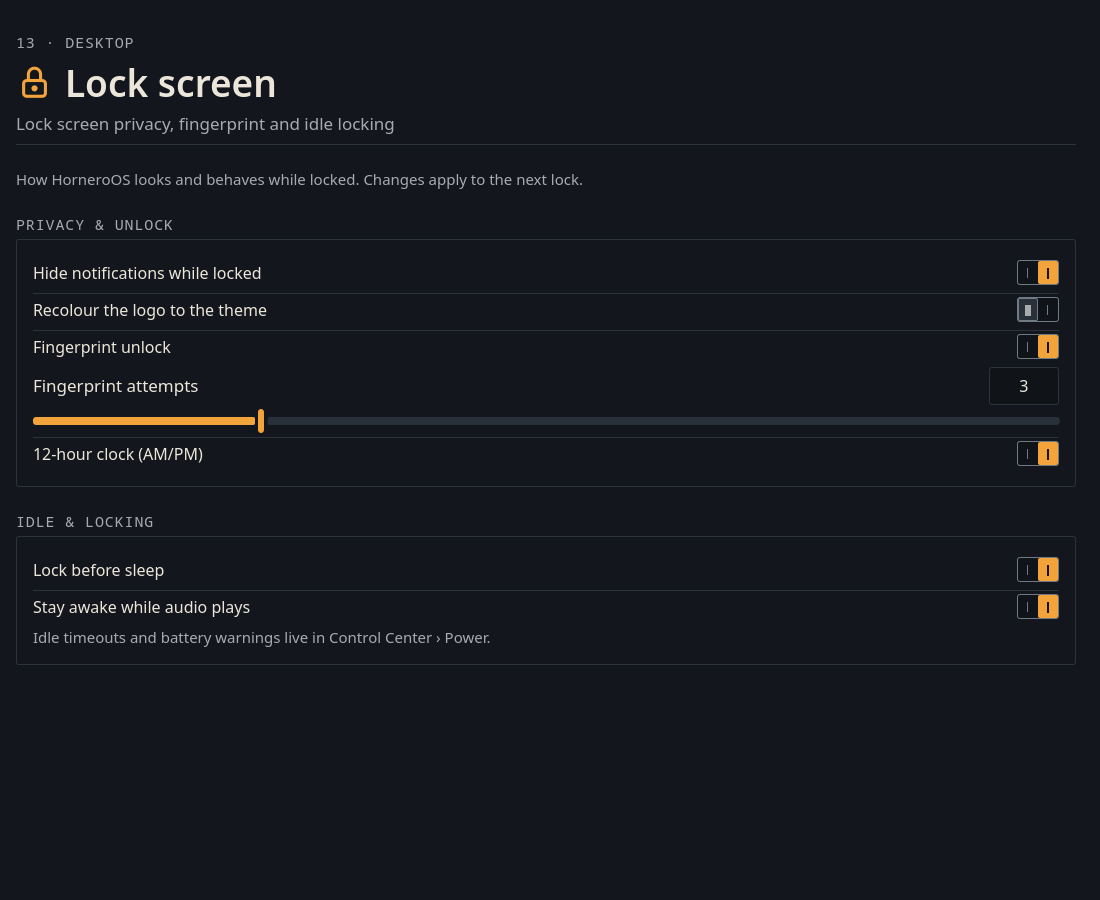 13 · DESKTOP
Lock screen
Lock screen privacy, fingerprint and idle locking
How HorneroOS looks and behaves while locked. Changes apply to the next lock.
PRIVACY & UNLOCK
Hide notifications while locked
Recolour the logo to the theme
Fingerprint unlock
Fingerprint attempts 3
12-hour clock (AM/PM)
IDLE & LOCKING
Lock before sleep
Stay awake while audio plays
Idle timeouts and battery warnings live in Control Center › Power.